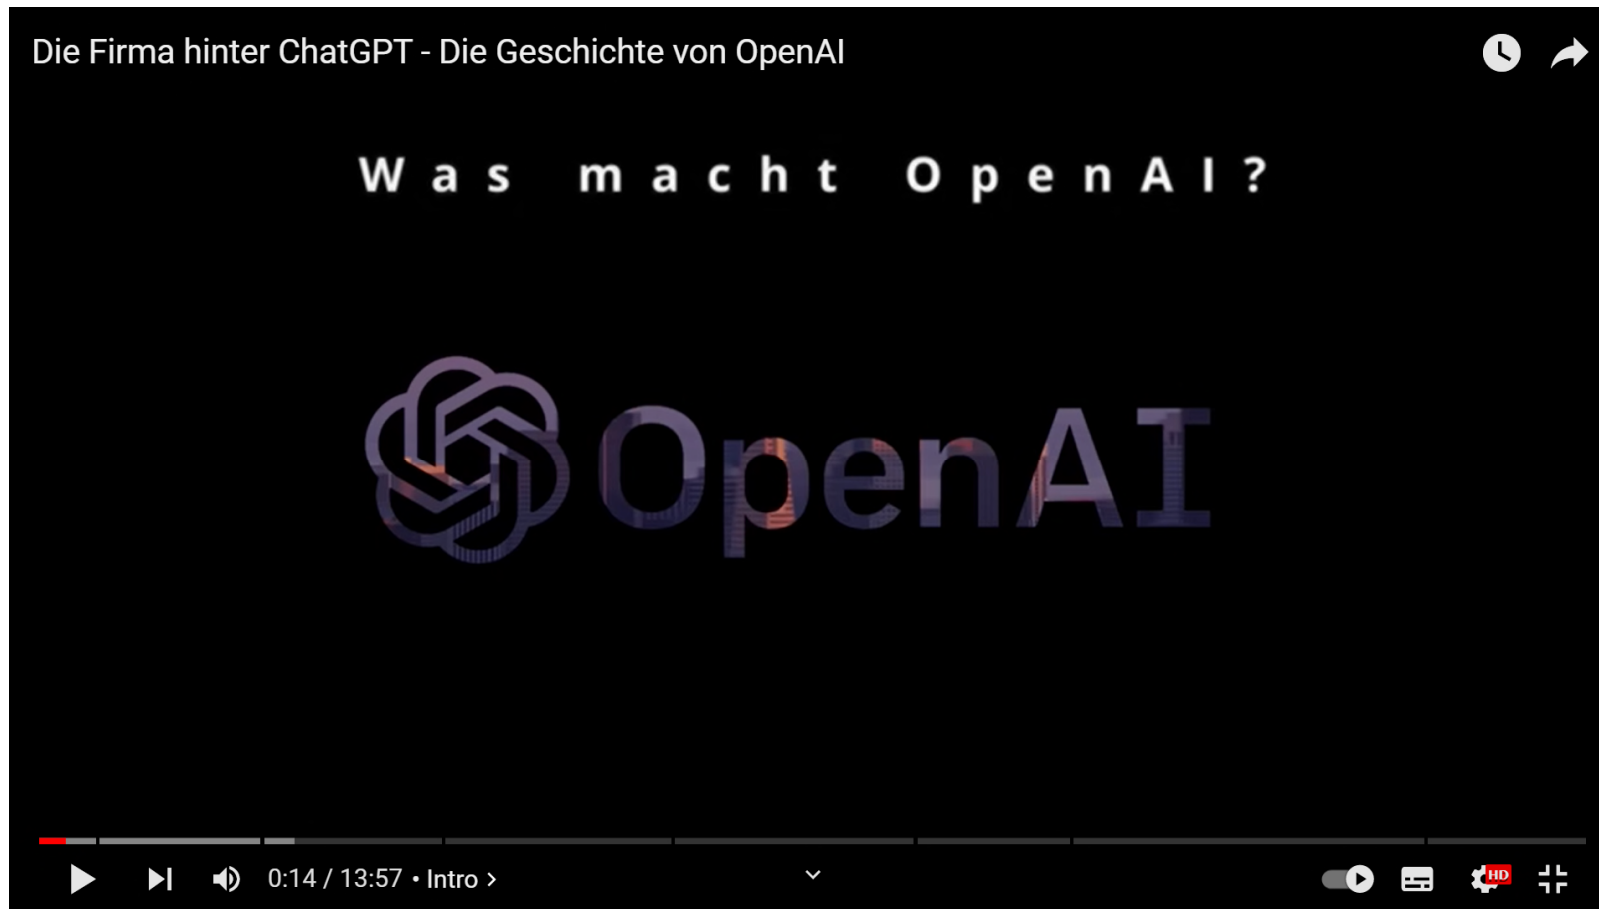 Die Firma hinter ChatGPT - Die Geschichte von OpenAI
Was macht OpenAI?
OpenAI
0:14 / 13:57 • Intro
HD